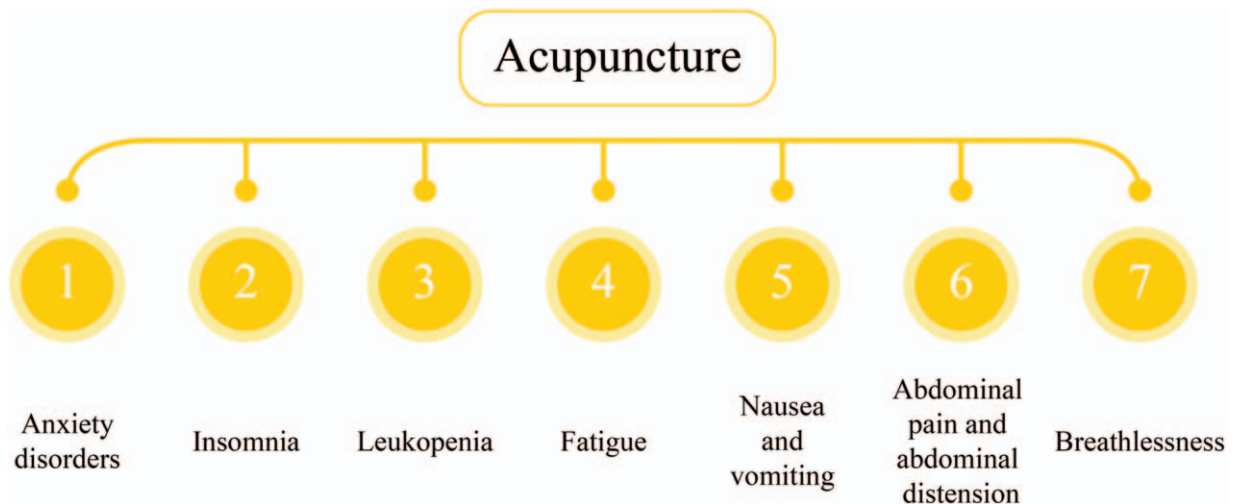 Acupuncture
1
2
3
4
5
6
7
Anxiety
disorders
Insomnia
Leukopenia
Fatigue
Nausea
and
vomiting
Abdominal
pain and
abdominal
distension
Breathlessness